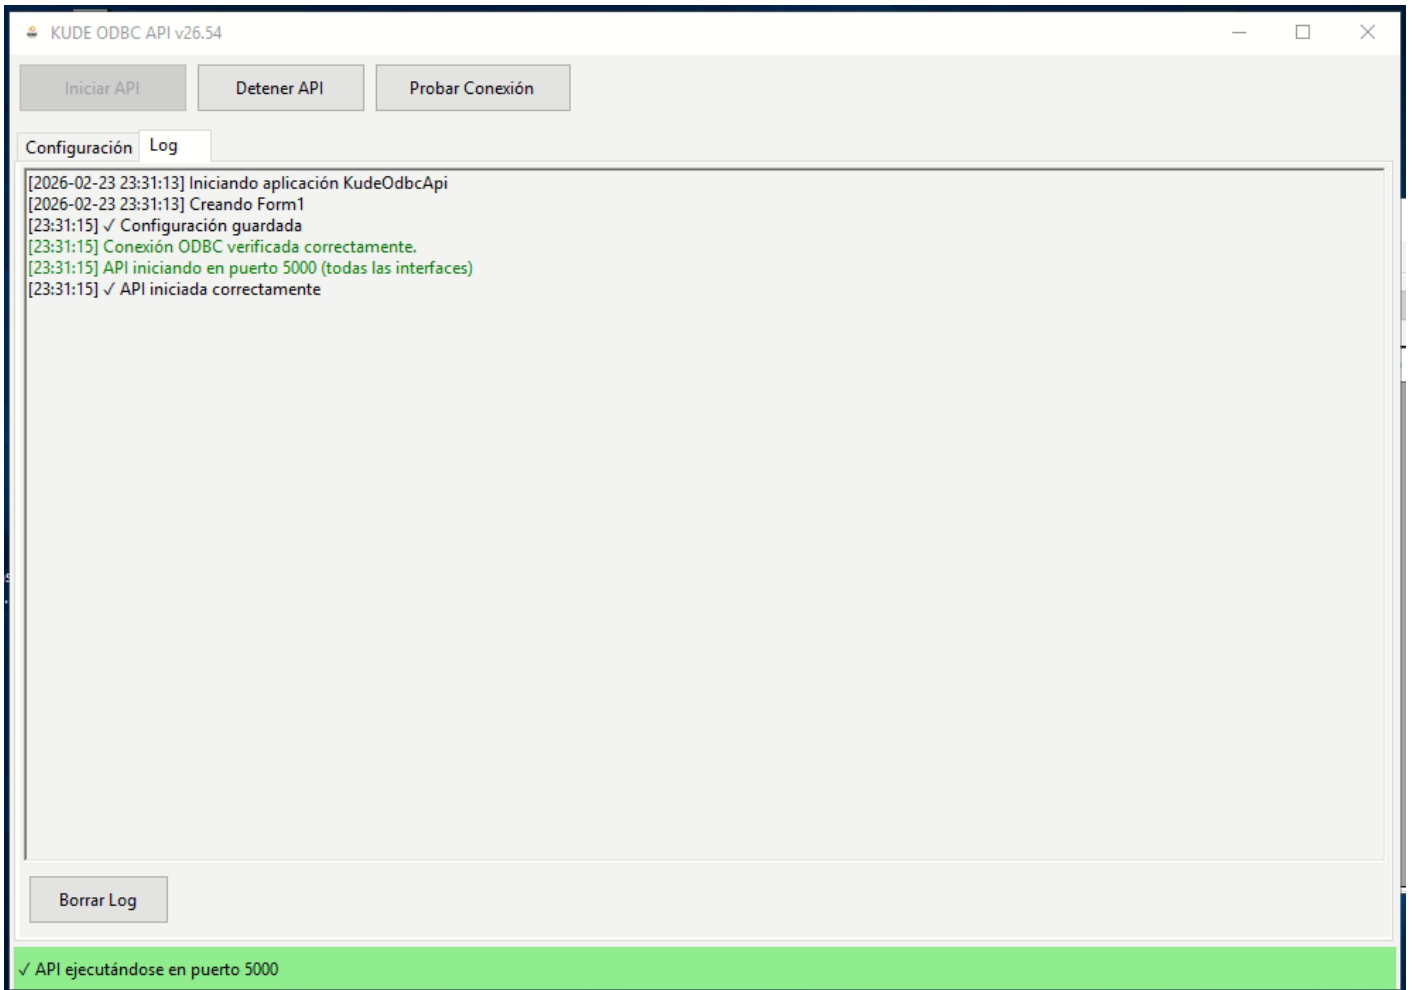 KUDE ODBC API v26.54
Iniciar API
Detener API
Probar Conexión
Configuración
Log
[2026-02-23 23:31:13] Iniciando aplicación KudeOdbcApi
[2026-02-23 23:31:13] Creando Form1
[23:31:15] ✓ Configuración guardada
[23:31:15] Conexión ODBC verificada correctamente.
[23:31:15] API iniciando en puerto 5000 (todas las interfaces)
[23:31:15] ✓ API iniciada correctamente
Borrar Log
✓ API ejecutándose en puerto 5000